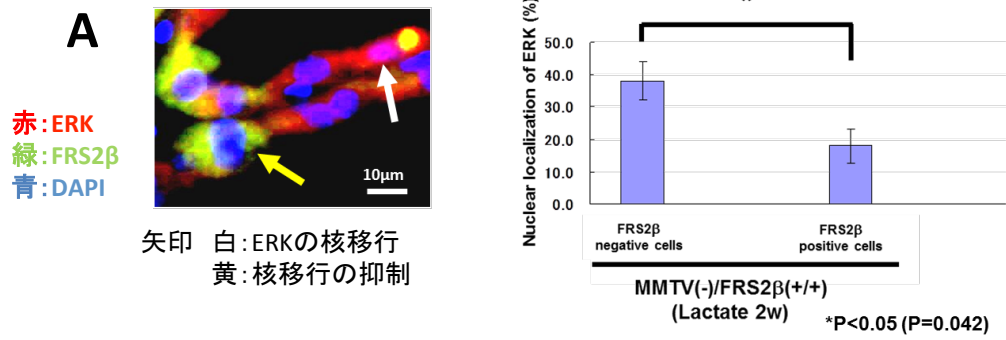 A
赤:ERK
緑:FRS2β
青:DAPI
10μm
矢印 白:ERKの核移行
黄:核移行の抑制
Nuclear localization of ERK (%)
50.0
40.0
30.0
20.0
10.0
0.0
FRS2β
negative cells
FRS2β
positive cells
MMTV(-)/FRS2β(+/+)
(Lactate 2w)
*P<0.05 (P=0.042)